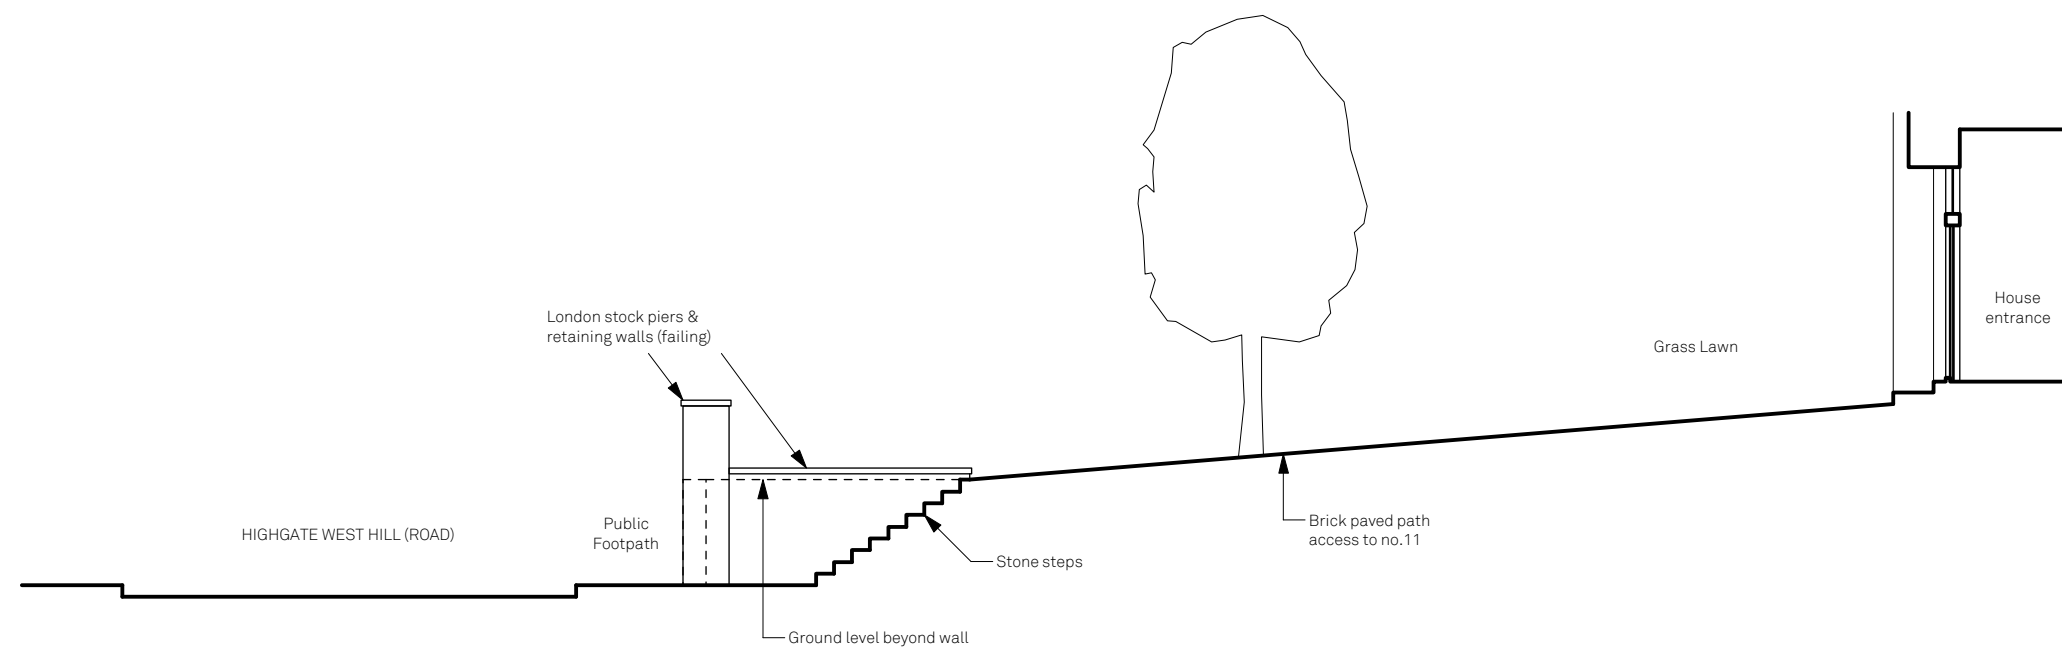 London stock piers &
retaining walls (failing)
House
entrance
Grass Lawn
HIGHGATE WEST HILL (ROAD)
Public
Footpath
Brick paved path
access to no.11
Stone steps
Ground level beyond wall